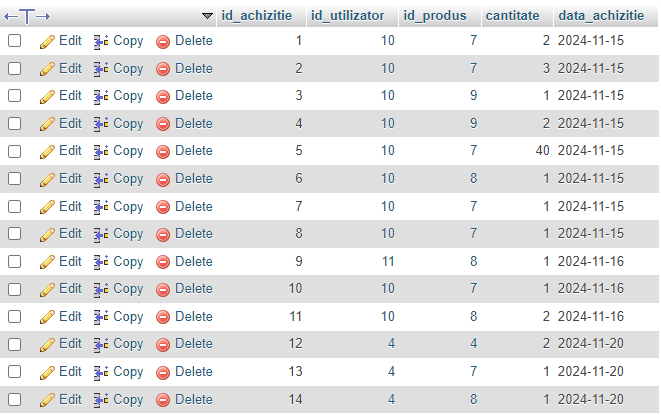 id_achizitie id_utilizator id_produs cantitate data_achizitie
Edit Copy Delete 1 10 7 2 2024-11-15
Edit Copy Delete 2 10 7 3 2024-11-15
Edit Copy Delete 3 10 9 1 2024-11-15
Edit Copy Delete 4 10 9 2 2024-11-15
Edit Copy Delete 5 10 7 40 2024-11-15
Edit Copy Delete 6 10 8 1 2024-11-15
Edit Copy Delete 7 10 7 1 2024-11-15
Edit Copy Delete 8 10 7 1 2024-11-15
Edit Copy Delete 9 11 8 1 2024-11-16
Edit Copy Delete 10 10 7 1 2024-11-16
Edit Copy Delete 11 10 8 2 2024-11-16
Edit Copy Delete 12 4 4 2 2024-11-20
Edit Copy Delete 13 4 7 1 2024-11-20
Edit Copy Delete 14 4 8 1 2024-11-20